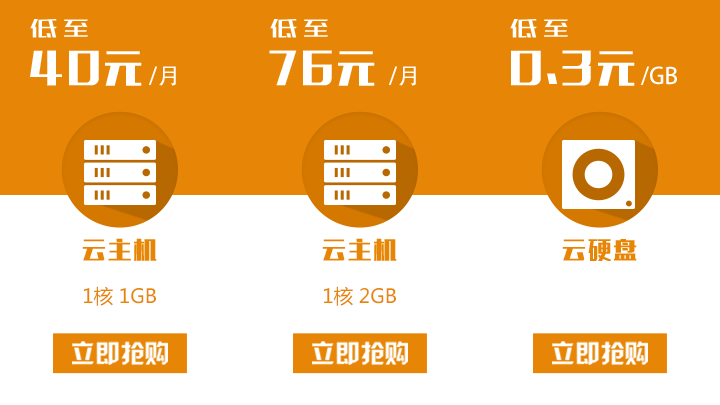 低至
40元/月
云主机
1核 1GB
立即抢购
低至
76元/月
云主机
1核 2GB
立即抢购
低至
0.3元/GB
云硬盘
立即抢购